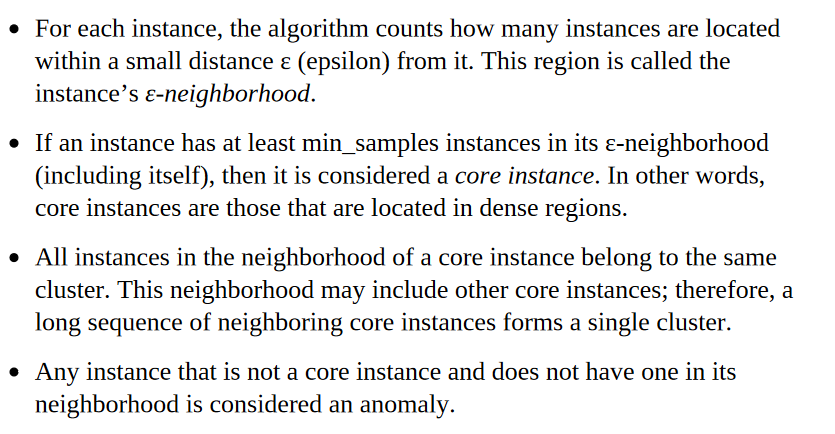 • For each instance, the algorithm counts how many instances are located
within a small distance ε (epsilon) from it. This region is called the
instance’s ε-neighborhood.
• If an instance has at least min_samples instances in its ε-neighborhood
(including itself), then it is considered a core instance. In other words,
core instances are those that are located in dense regions.
• All instances in the neighborhood of a core instance belong to the same
cluster. This neighborhood may include other core instances; therefore, a
long sequence of neighboring core instances forms a single cluster.
• Any instance that is not a core instance and does not have one in its
neighborhood is considered an anomaly.